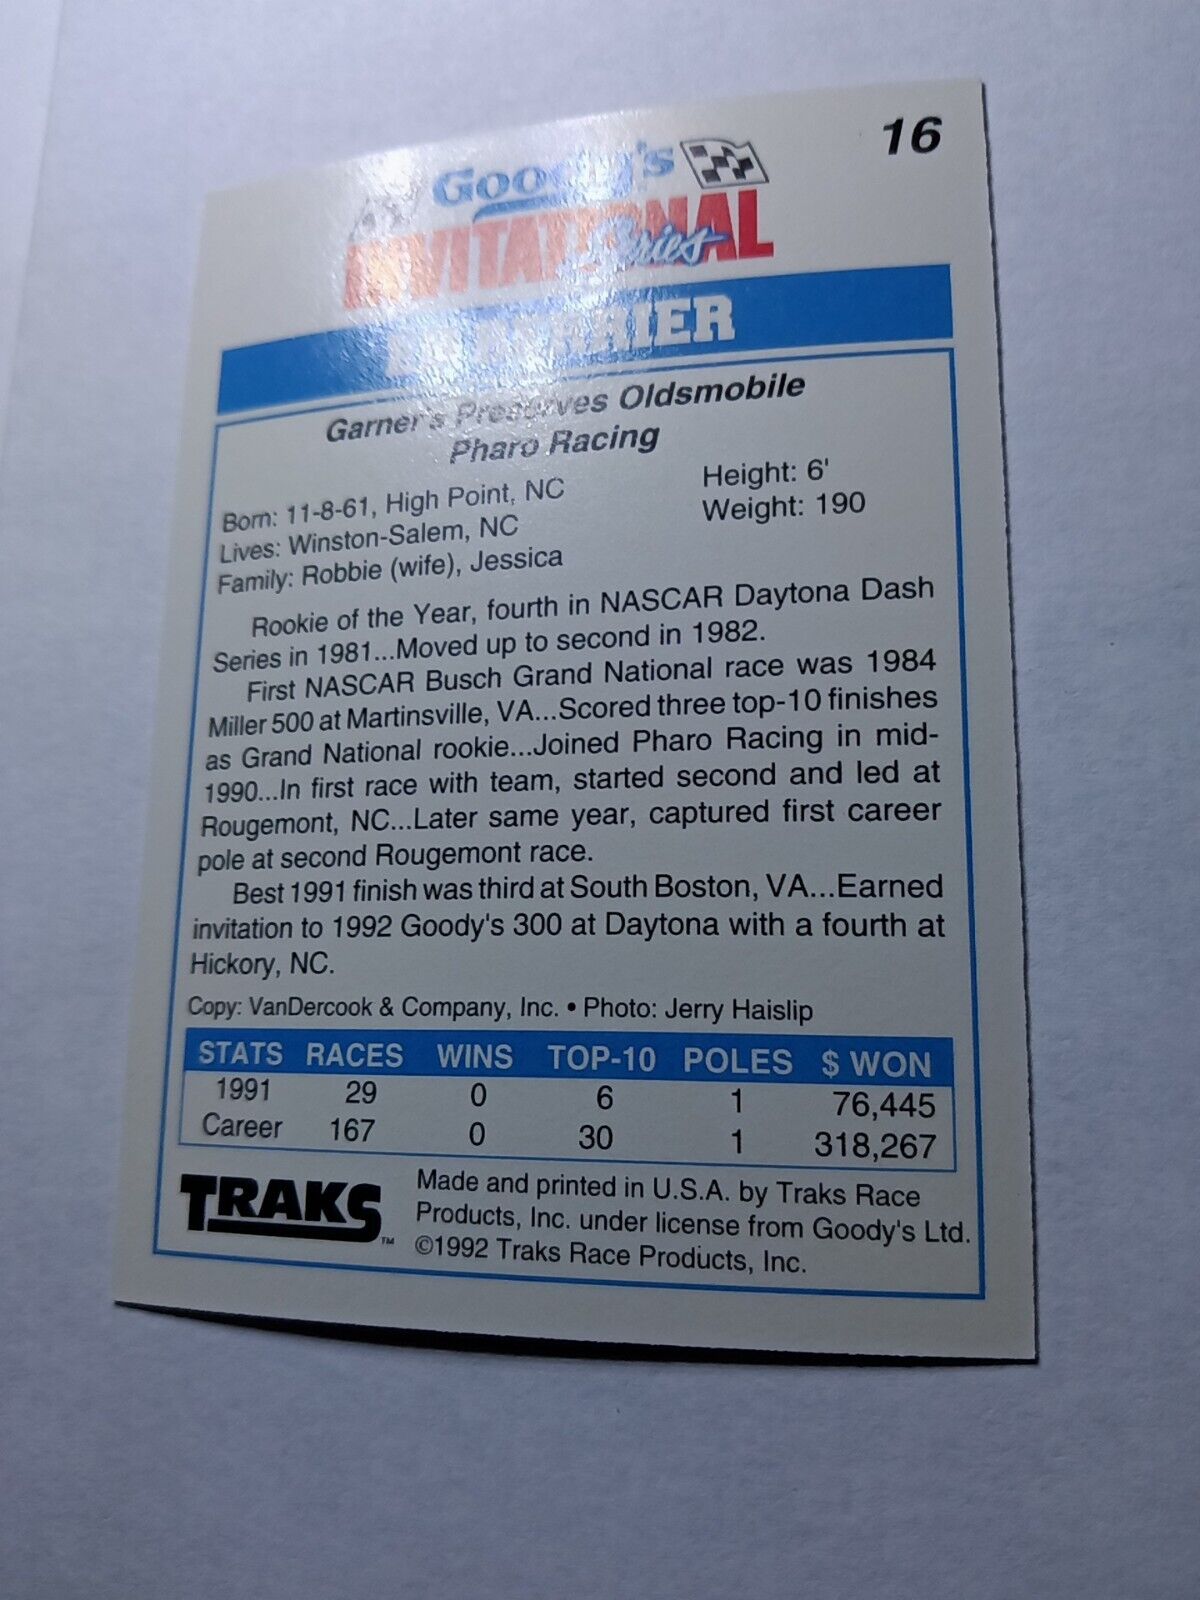 16
Goody's
INVITATIONAL
Series
ED BERRIER
Garner's Preserves Oldsmobile
Pharo Racing
Born: 11-8-61, High Point, NC
Height: 6'
Lives: Winston-Salem, NC
Weight: 190
Family: Robbie (wife), Jessica
Rookie of the Year, fourth in NASCAR Daytona Dash
Series in 1981...Moved up to second in 1982.
First NASCAR Busch Grand National race was 1984
Miller 500 at Martinsville, VA...Scored three top-10 finishes
as Grand National rookie...Joined Pharo Racing in mid-
1990...In first race with team, started second and led at
Rougemont, NC...Later same year, captured first career
pole at second Rougemont race.
Best 1991 finish was third at South Boston, VA...Earned
invitation to 1992 Goody's 300 at Daytona with a fourth at
Hickory, NC.
Copy: VanDercook & Company, Inc. • Photo: Jerry Haislip
STATS RACES WINS TOP-10 POLES $ WON
1991 29 0 6 1 76,445
Career 167 0 30 1 318,267
TRAKS™
Made and printed in U.S.A. by Traks Race
Products, Inc. under license from Goody's Ltd.
©1992 Traks Race Products, Inc.